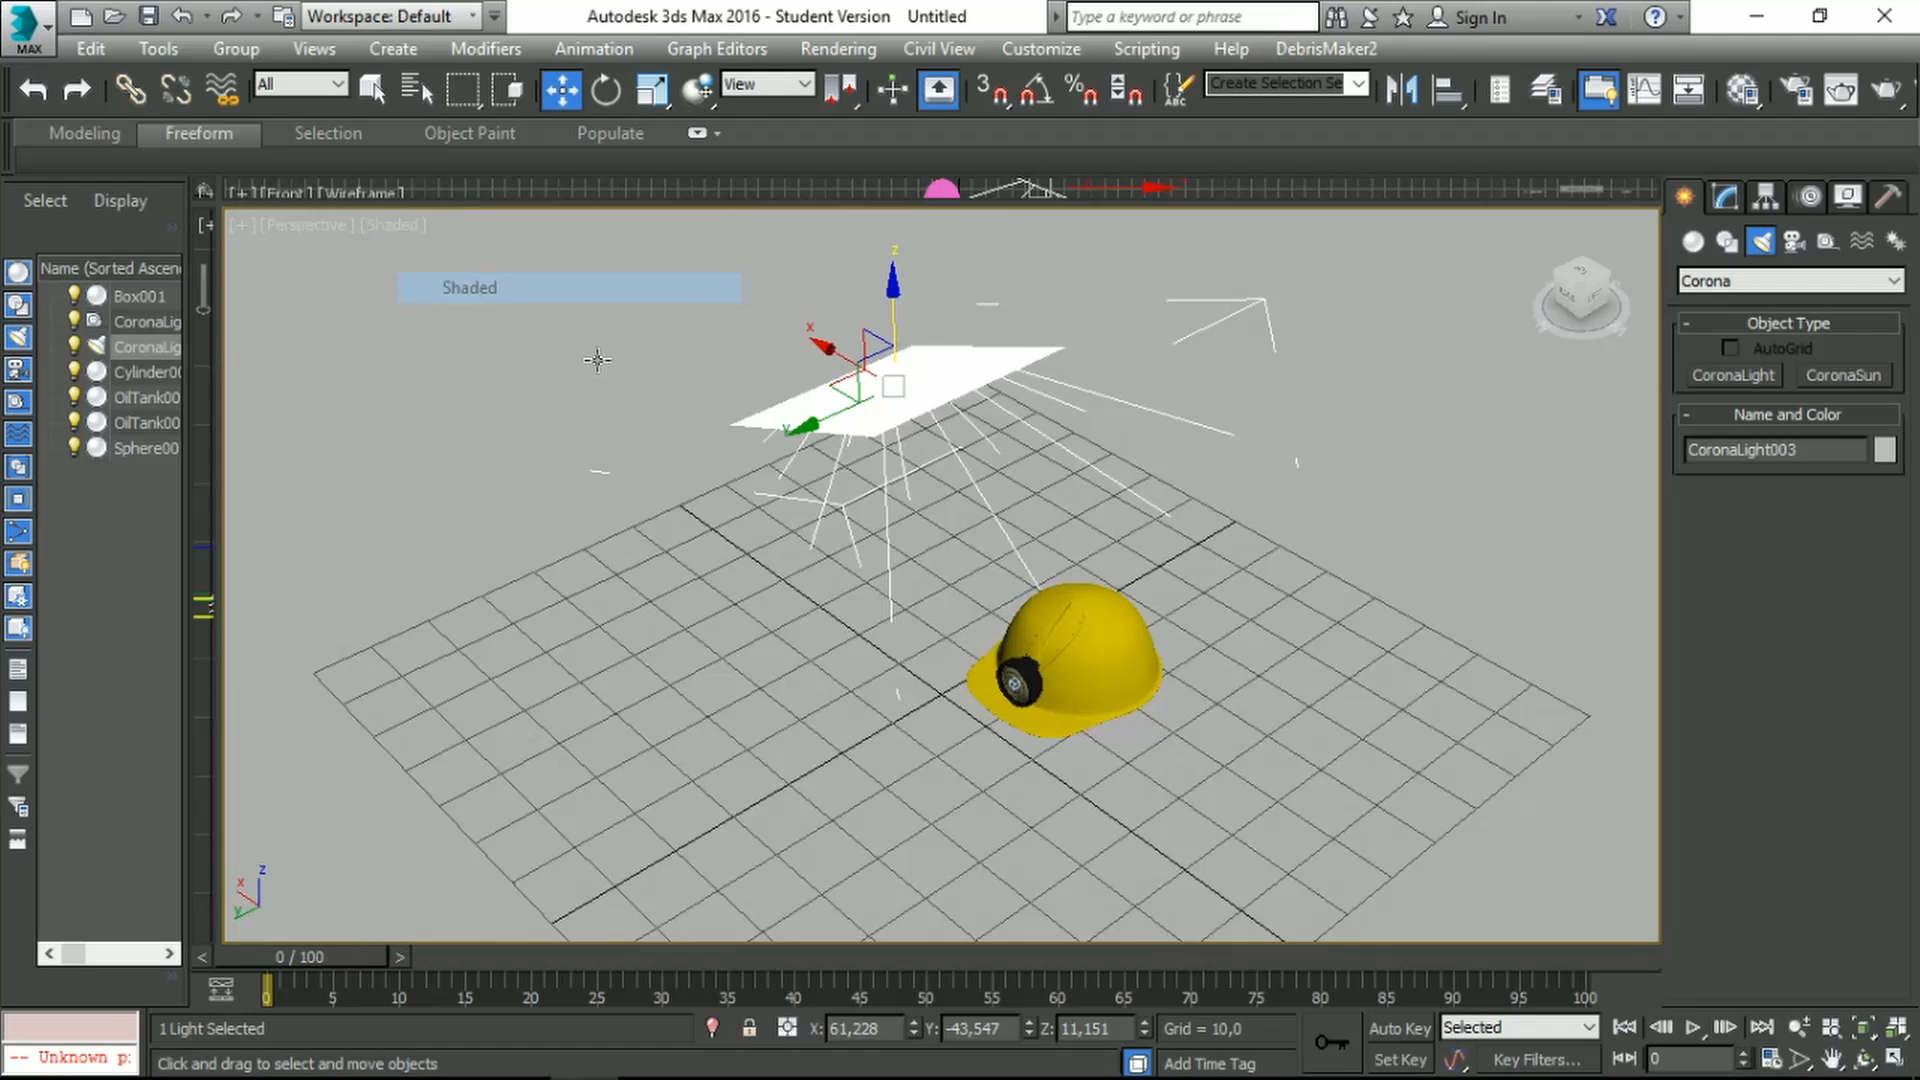 MAX
Workspace: Default
Autodesk 3ds Max 2016 - Student Version Untitled
Type a keyword or phrase
Sign In
Edit Tools Group Views Create Modifiers Animation Graph Editors Rendering Civil View Customize Scripting Help DebrisMaker2
All
View
3
ABC
Create Selection Se
Modeling Freeform Selection Object Paint Populate
Select Display
[+] [Front] [Wireframe]
[+] [Perspective] [Shaded]
Shaded
Name (Sorted Ascen
Box001
CoronaLig
CoronaLig
Cylinder00
OilTank00
OilTank00
Sphere00
z
x
y
z
x
y
Corona
- Object Type
AutoGrid
CoronaLight CoronaSun
- Name and Color
CoronaLight003
< 0 / 100 >
0 5 10 15 20 25 30 35 40 45 50 55 60 65 70 75 80 85 90 95 100
1 Light Selected
X: 61,228 Y: -43,547 Z: 11,151 Grid = 10,0
Auto Key Selected
-- Unknown p:
Click and drag to select and move objects
Add Time Tag
Set Key Key Filters... 0